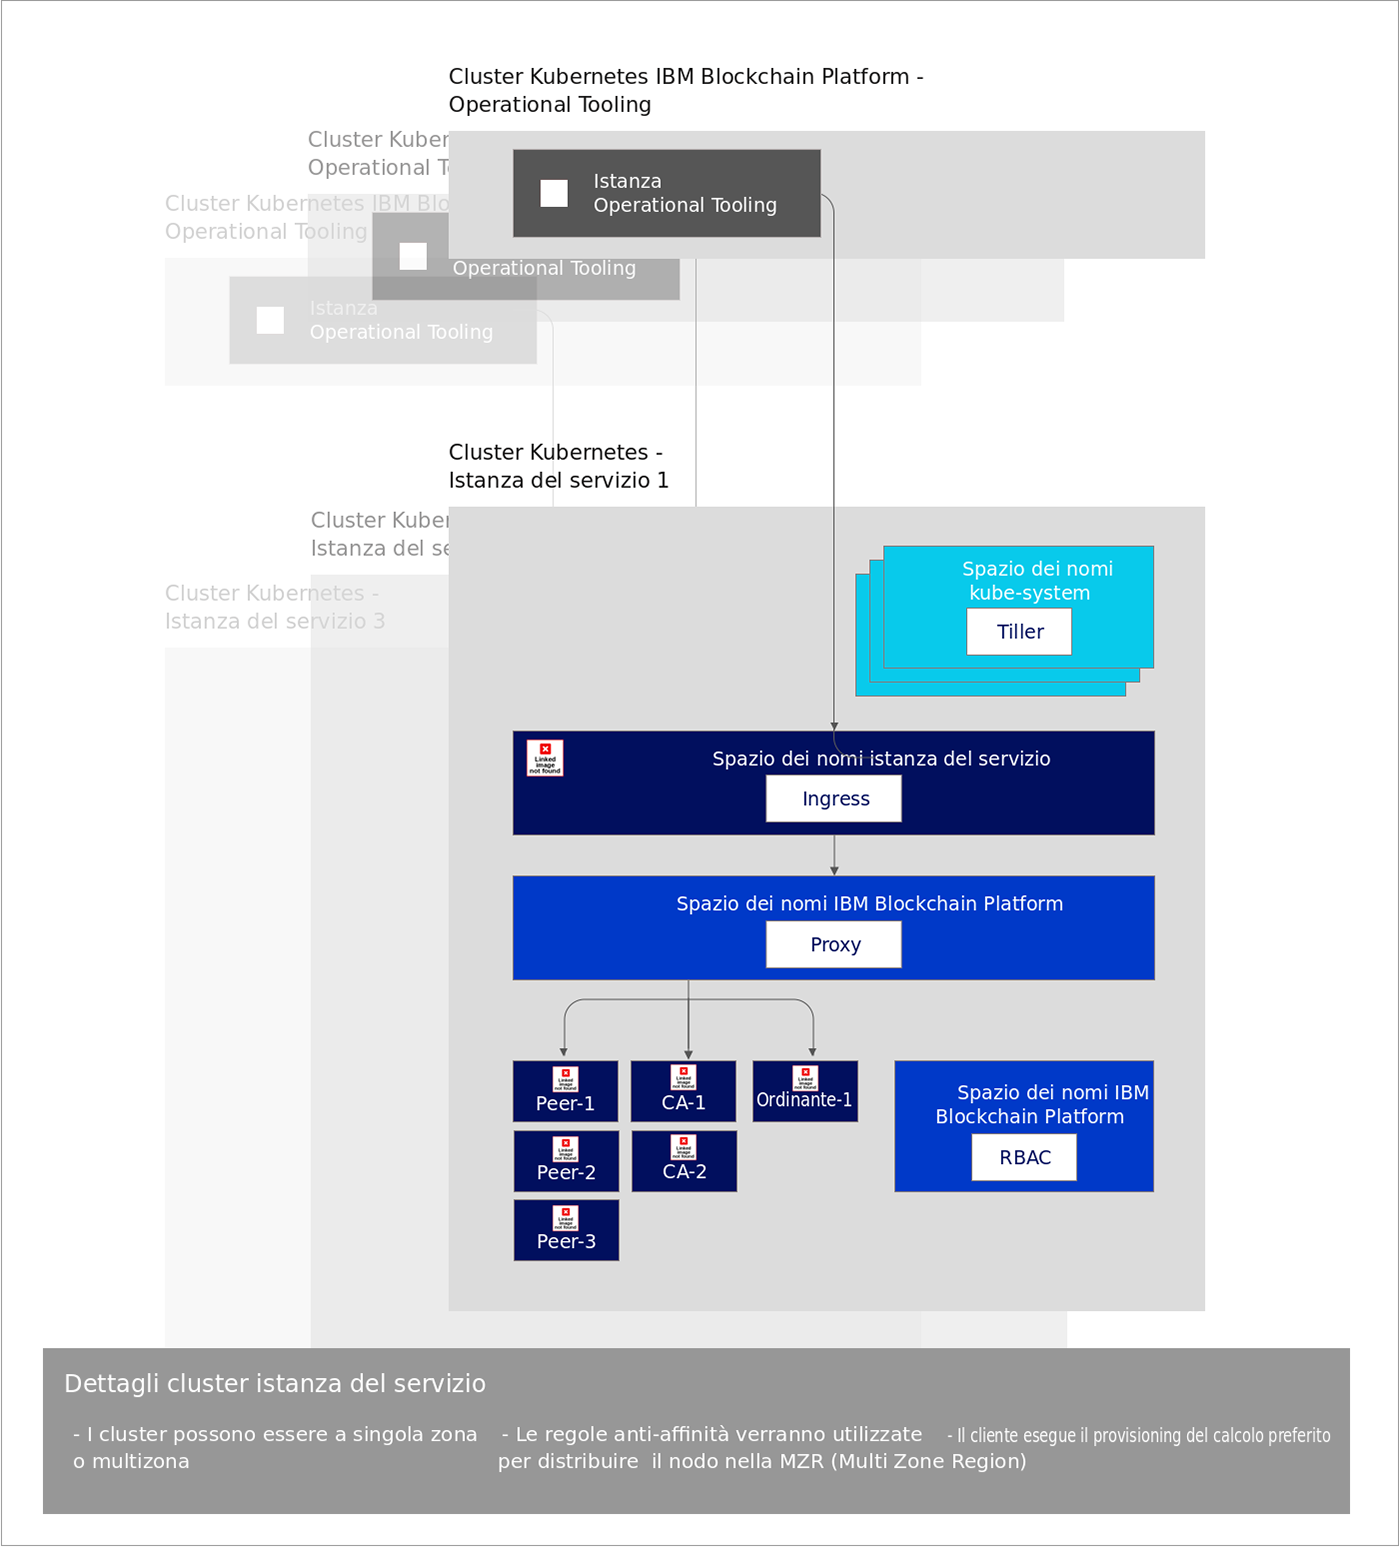 Cluster Kubernetes IBM Blockchain Platform -
Operational Tooling
Cluster Kuber
Operational T
Cluster Kubernetes IBM Blo
Operational Tooling
Istanza
Operational Tooling
Operational Tooling
Istanza
Operational Tooling
Cluster Kubernetes -
Istanza del servizio 1
Cluster Kuber
Istanza del se
Cluster Kubernetes -
Istanza del servizio 3
Spazio dei nomi
kube-system
Tiller
Linked
image
not found
Spazio dei nomi istanza del servizio
Ingress
Spazio dei nomi IBM Blockchain Platform
Proxy
Linked
image
not found
Peer-1
Linked
image
not found
CA-1
Linked
image
not found
Ordinante-1
Spazio dei nomi IBM
Blockchain Platform
RBAC
Linked
image
not found
Peer-2
Linked
image
not found
CA-2
Linked
image
not found
Peer-3
Dettagli cluster istanza del servizio
- I cluster possono essere a singola zona
o multizona
- Le regole anti-affinità verranno utilizzate
per distribuire il nodo nella MZR (Multi Zone Region)
- Il cliente esegue il provisioning del calcolo preferito